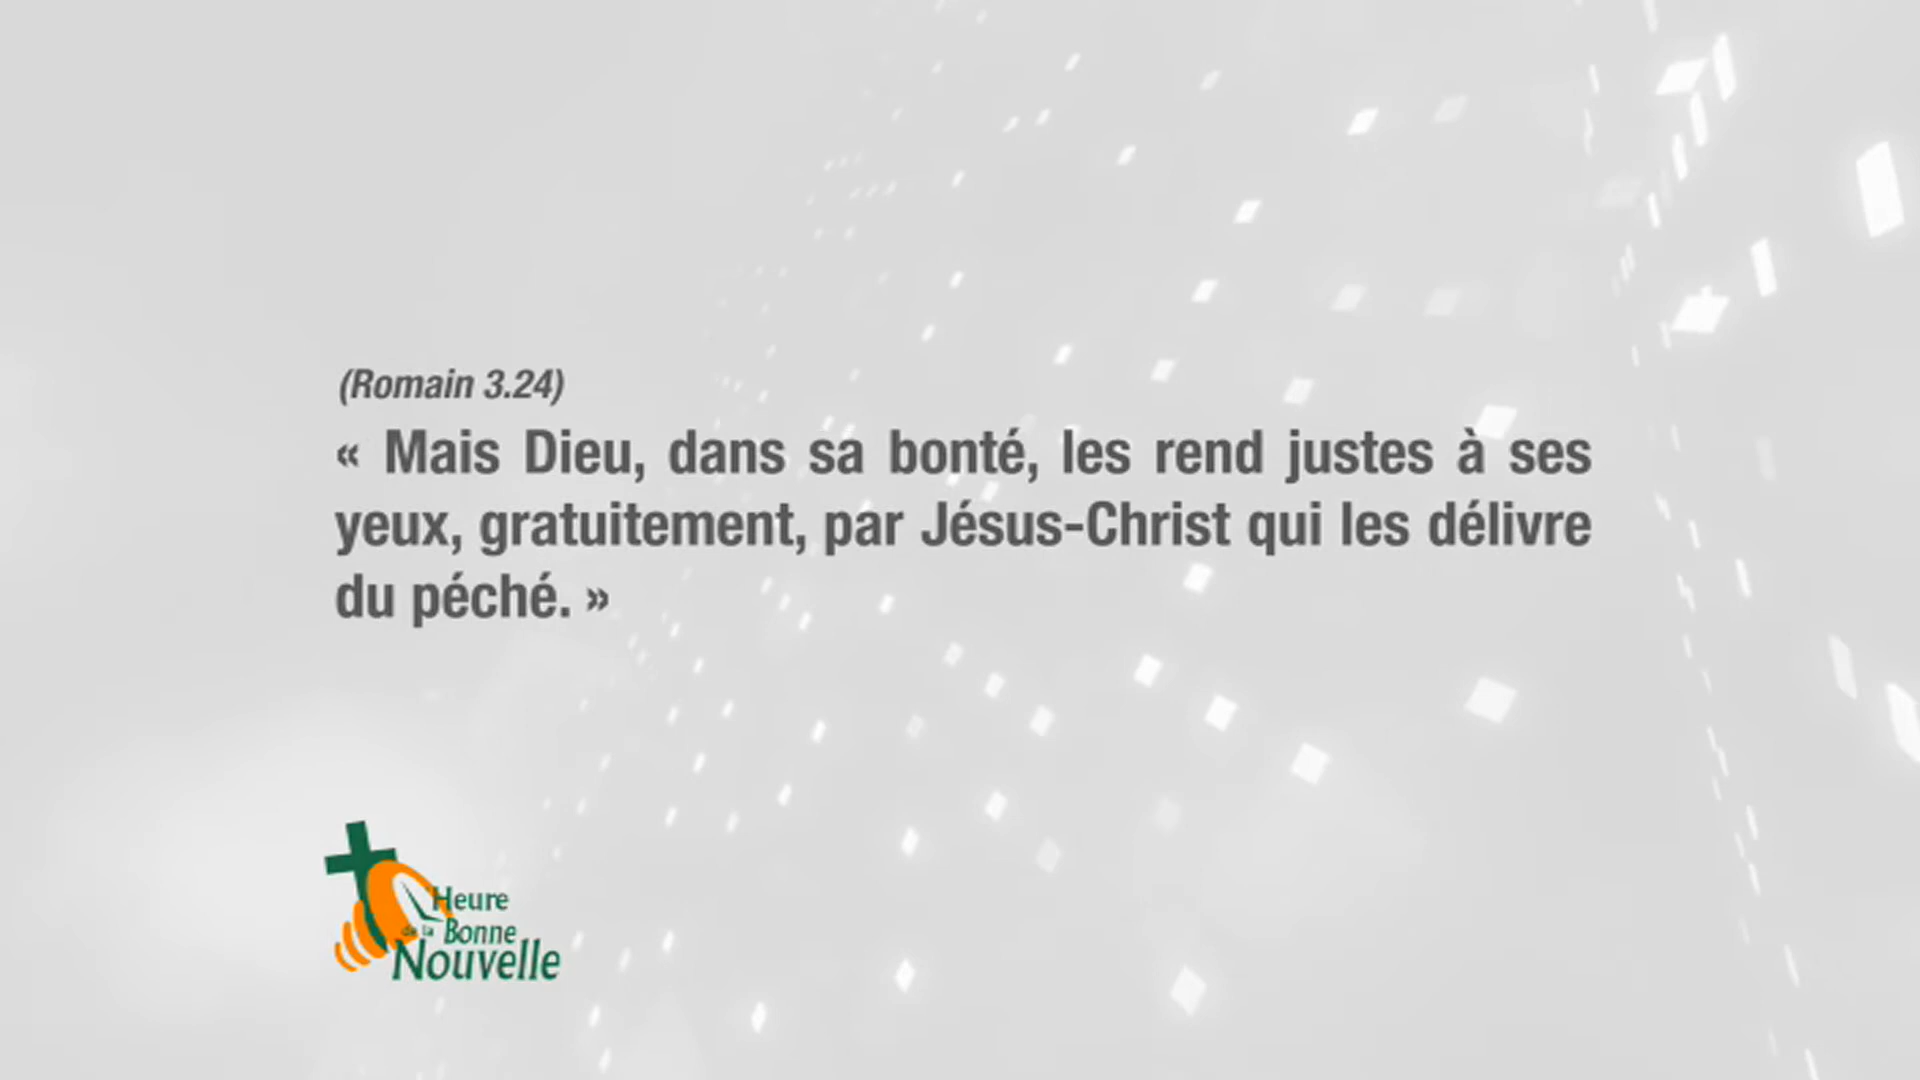 (Romain 3.24)
« Mais Dieu, dans sa bonté, les rend justes à ses
yeux, gratuitement, par Jésus-Christ qui les délivre
du péché. »
Heure
de la Bonne
Nouvelle